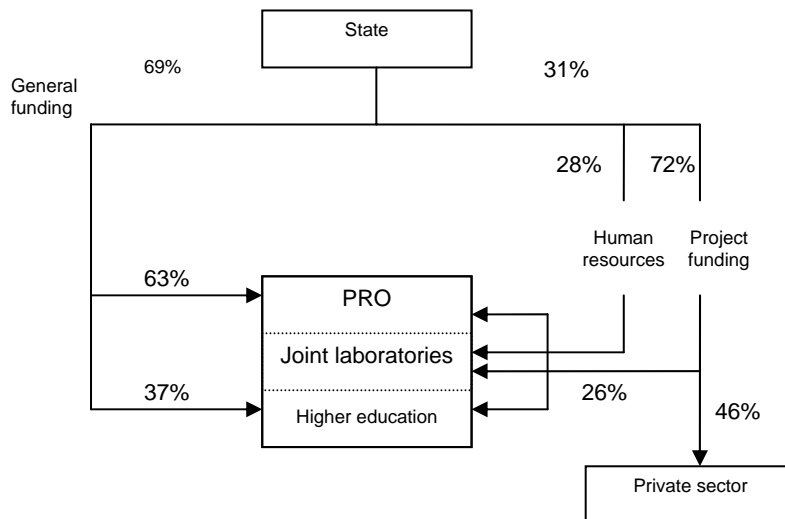 State
69%
31%
General
funding
28%
72%
Human
resources
Project
funding
63%
PRO
Joint laboratories
37%
Higher education
26%
46%
Private sector